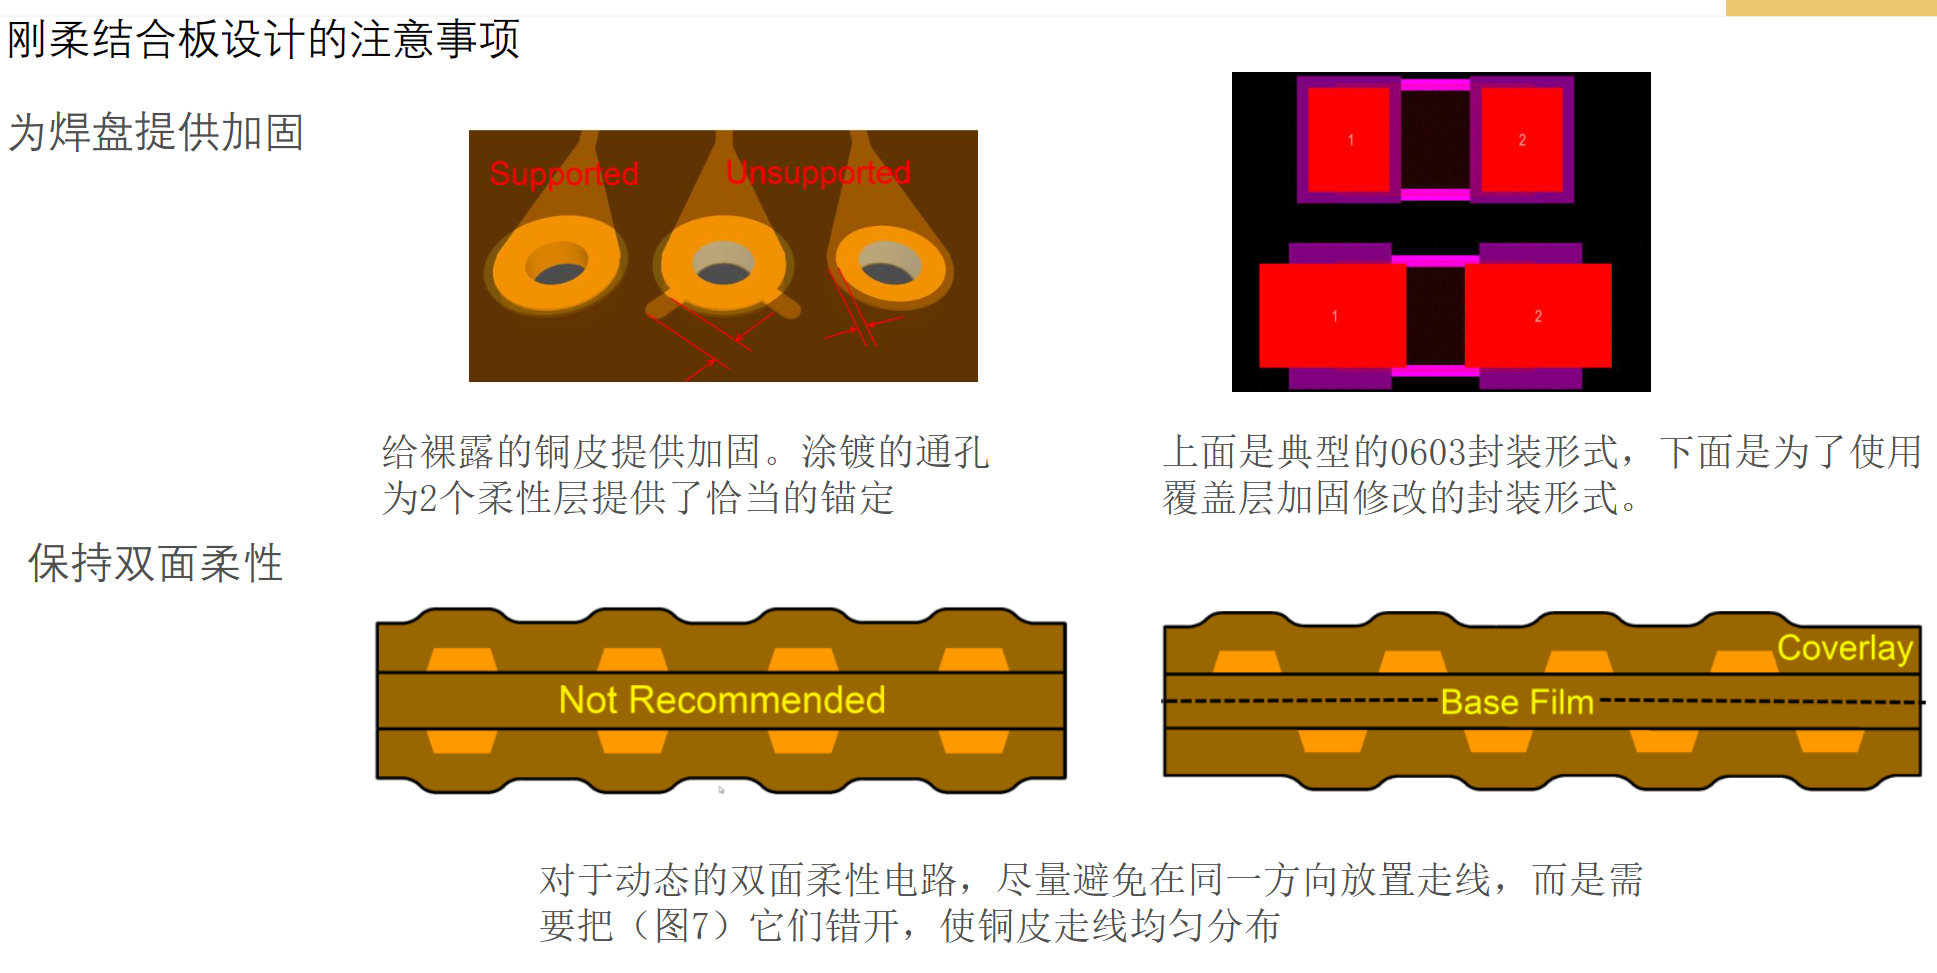 刚柔结合板设计的注意事项
为焊盘提供加固
Supported
Unsupported
1
2
1
2
给裸露的铜皮提供加固。涂镀的通孔
为2个柔性层提供了恰当的锚定
上面是典型的0603封装形式，下面是为了使用
覆盖层加固修改的封装形式。
保持双面柔性
Not Recommended
Coverlay
Base Film
对于动态的双面柔性电路，尽量避免在同一方向放置走线，而是需
要把（图7）它们错开，使铜皮走线均匀分布